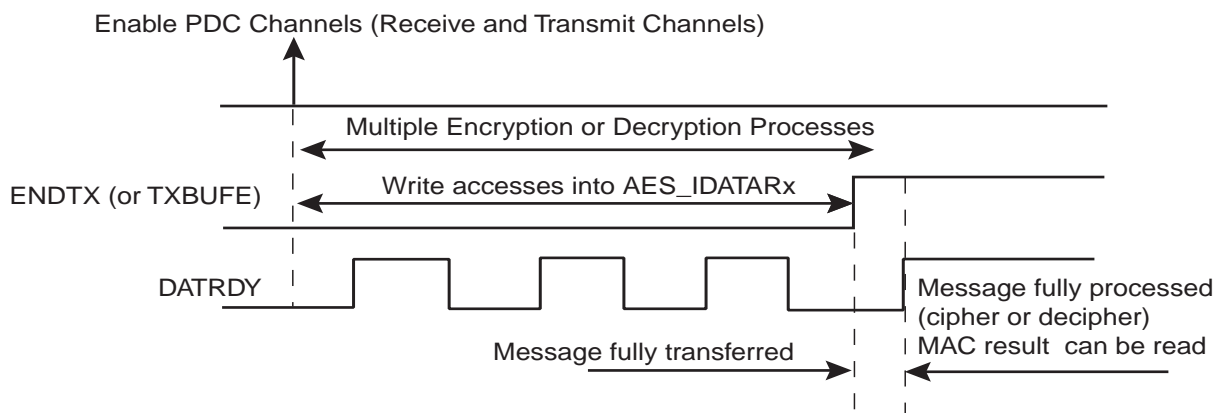 Enable PDC Channels (Receive and Transmit Channels)
Multiple Encryption or Decryption Processes
Write accesses into AES_IDATARx
ENDTX (or TXBUFE)
DATRDY
Message fully processed
(cipher or decipher)
MAC result can be read
Message fully transferred